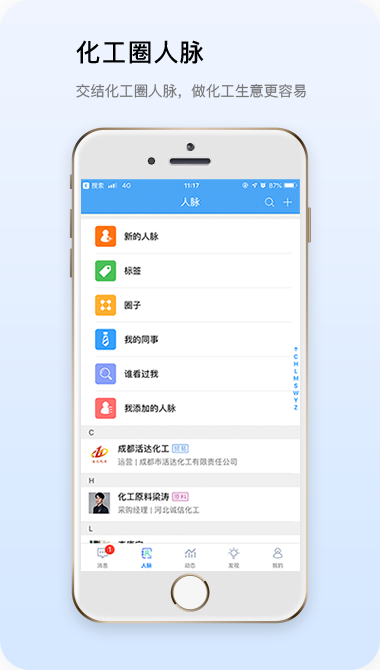 化工圈人脉
交结化工圈人脉，做化工生意更容易
搜索 4G 11:17 87%
人脉
新的人脉
标签
圈子
我的同事
谁看过我
我添加的人脉
C
H
L
M
S
W
Y
Z
C
成都活达化工 贸易
运营 | 成都市活达化工有限责任公司
H
化工原料梁涛 原料
采购经理 | 河北诚信化工
L
1
消息 人脉 动态 发现 我的